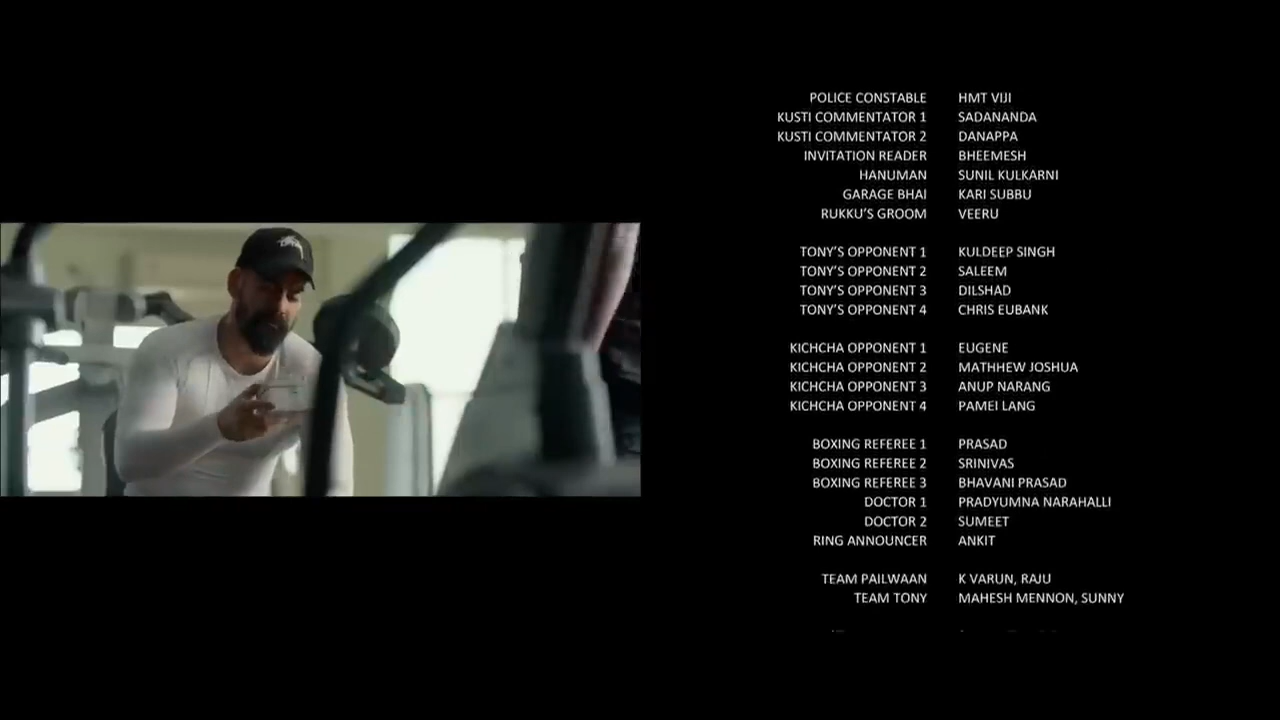 POLICE CONSTABLE HMT VIJI
KUSTI COMMENTATOR 1 SADANANDA
KUSTI COMMENTATOR 2 DANAPPA
INVITATION READER BHEEMESH
HANUMAN SUNIL KULKARNI
GARAGE BHAI KARI SUBBU
RUKKU'S GROOM VEERU
TONY'S OPPONENT 1 KULDEEP SINGH
TONY'S OPPONENT 2 SALEEM
TONY'S OPPONENT 3 DILSHAD
TONY'S OPPONENT 4 CHRIS EUBANK
KICHCHA OPPONENT 1 EUGENE
KICHCHA OPPONENT 2 MATHHEW JOSHUA
KICHCHA OPPONENT 3 ANUP NARANG
KICHCHA OPPONENT 4 PAMEI LANG
BOXING REFEREE 1 PRASAD
BOXING REFEREE 2 SRINIVAS
BOXING REFEREE 3 BHAVANI PRASAD
DOCTOR 1 PRADYUMNA NARAHALLI
DOCTOR 2 SUMEET
RING ANNOUNCER ANKIT
TEAM PAILWAAN K VARUN, RAJU
TEAM TONY MAHESH MENNON, SUNNY